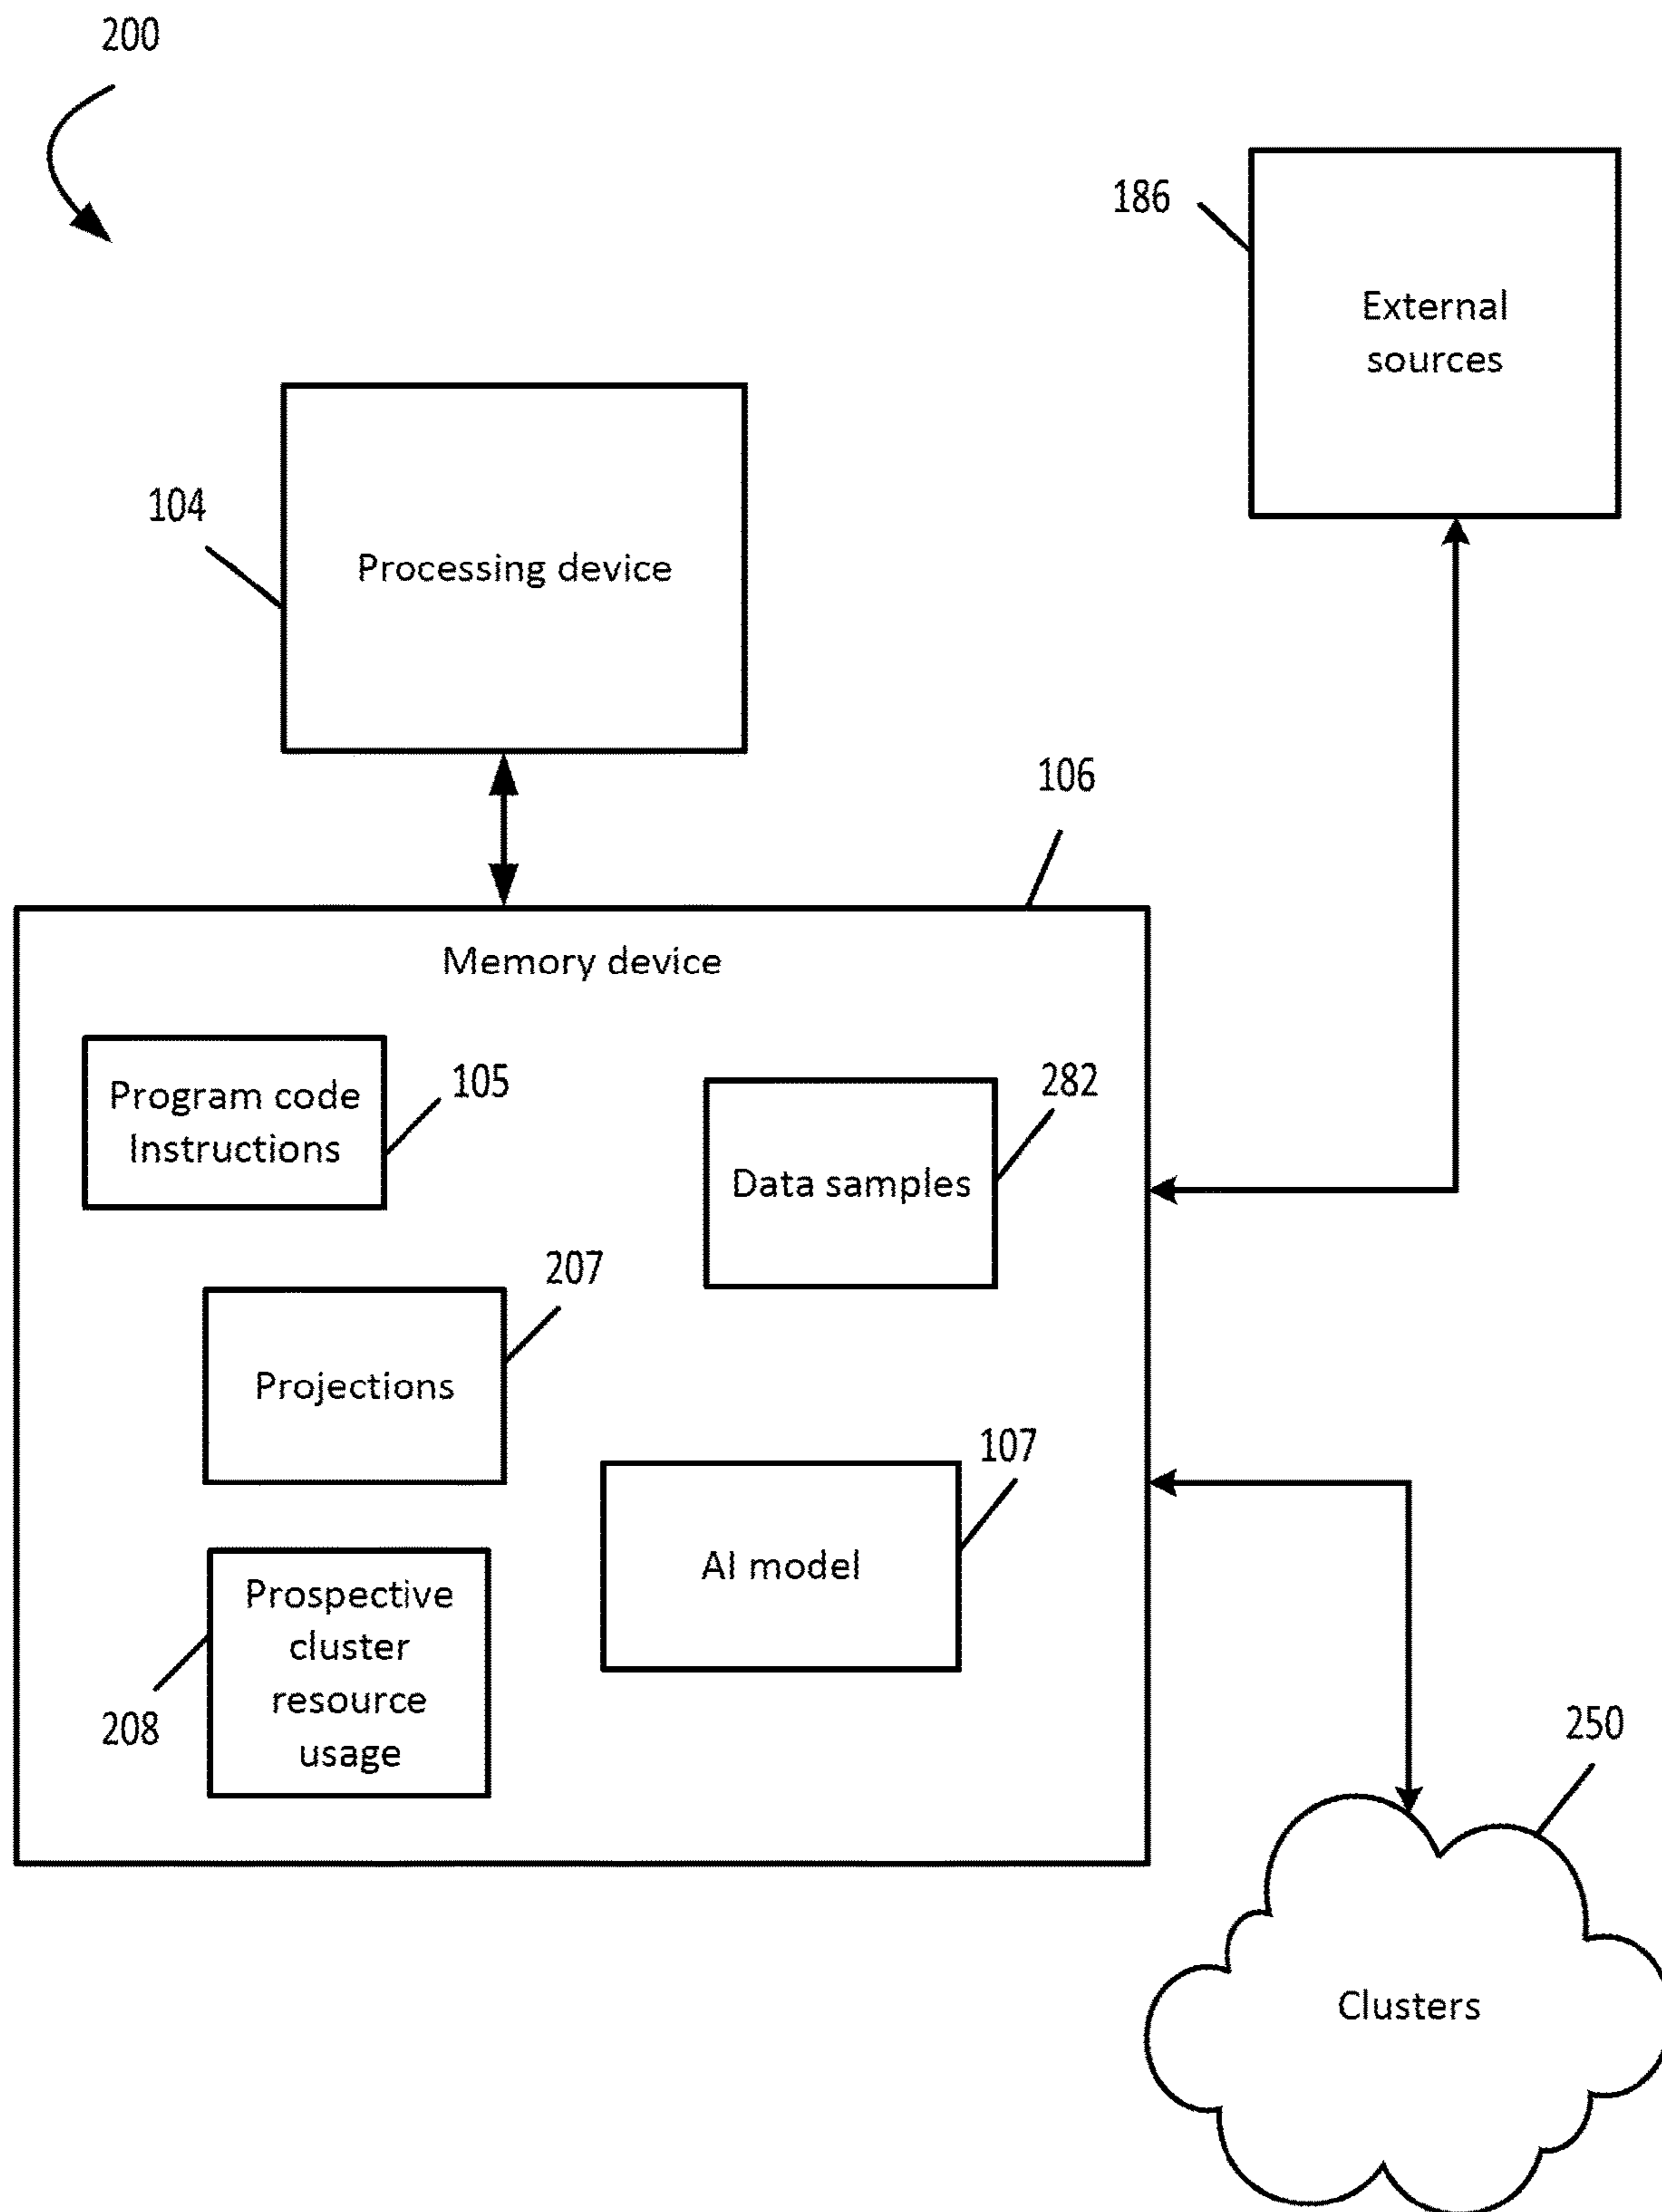 200
186
External
sources
104
Processing device
106
Memory device
Program code
Instructions
105
282
Data samples
207
Projections
107
AI model
Prospective
cluster
resource
usage
208
250
Clusters